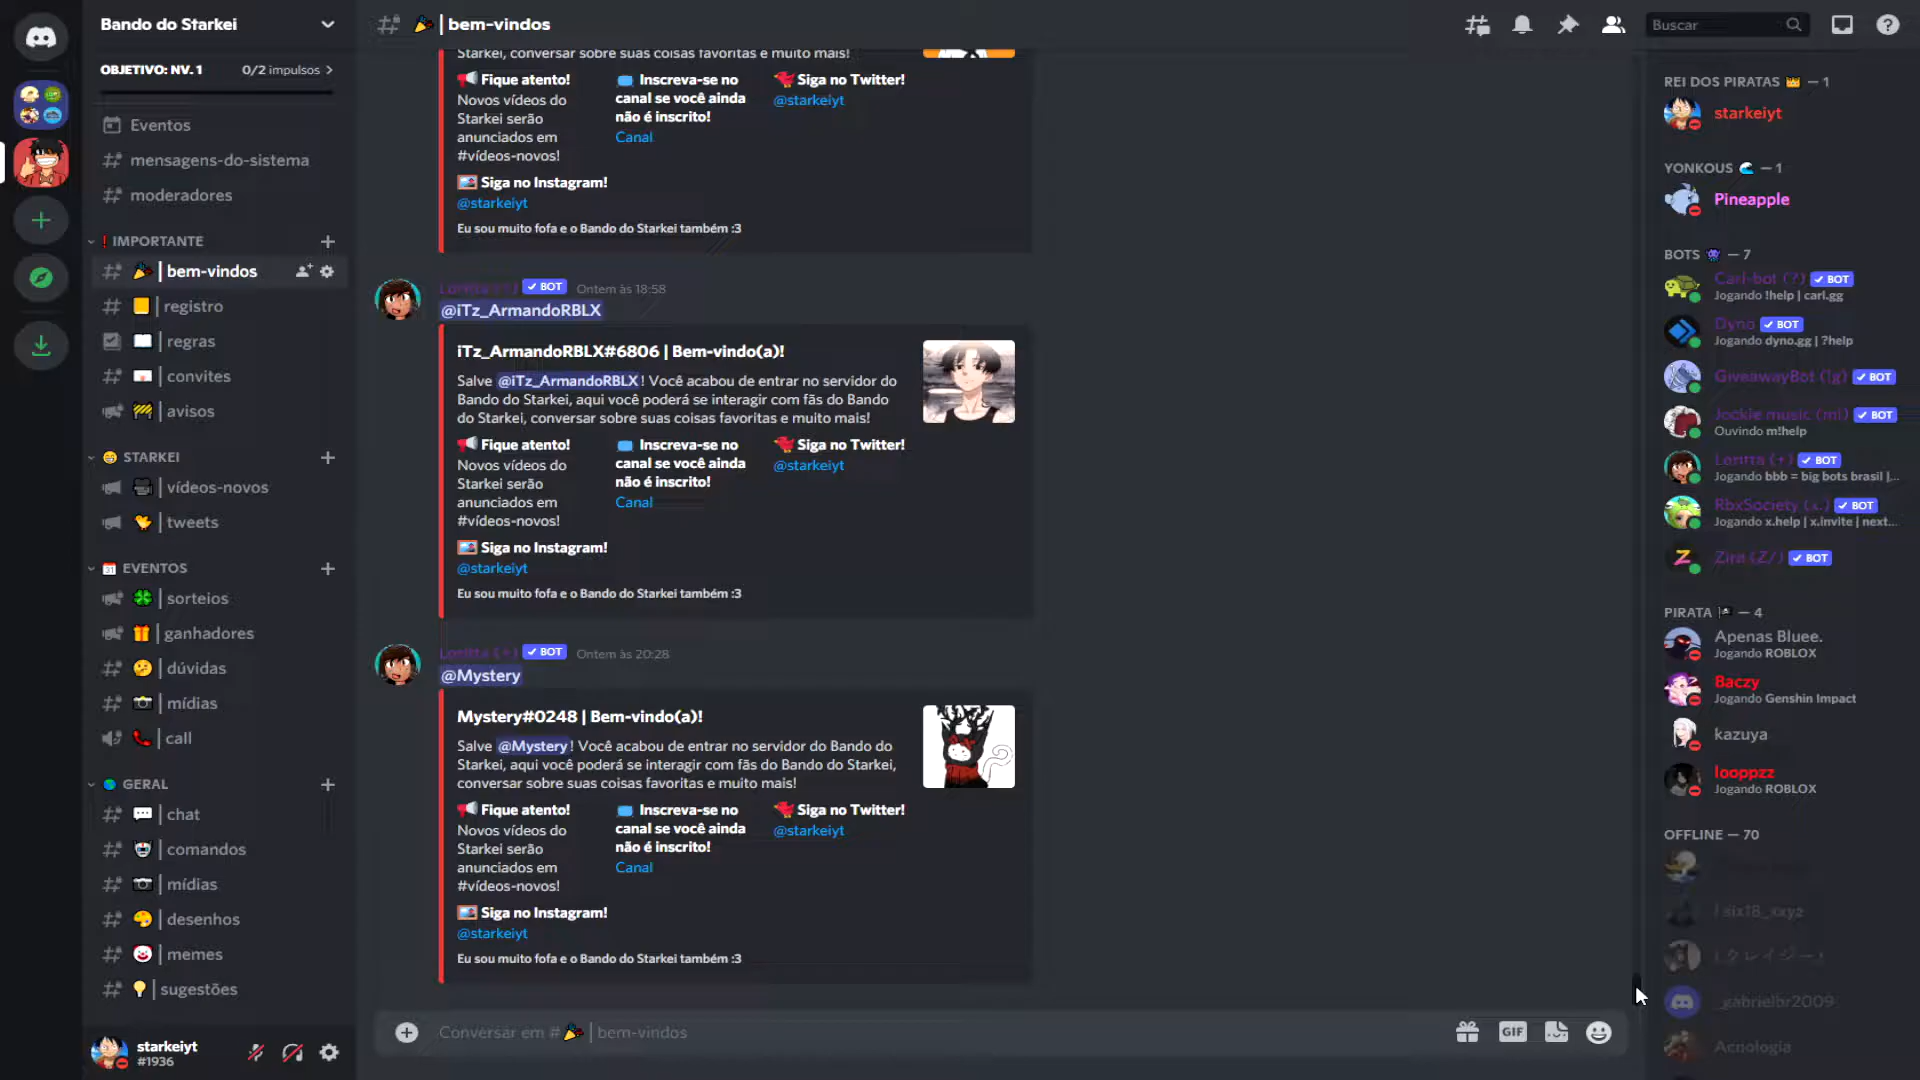 Bando do Starkei
OBJETIVO: NV. 1 0/2 impulsos
Eventos
mensagens-do-sistema
moderadores
IMPORTANTE
| bem-vindos
| registro
| regras
| convites
| avisos
STARKEI
| vídeos-novos
| tweets
EVENTOS
| sorteios
| ganhadores
| dúvidas
| mídias
| call
GERAL
| chat
| comandos
| mídias
| desenhos
| memes
| sugestões
starkeiyt
#1936
| bem-vindos
Buscar
Starkei, conversar sobre suas coisas favoritas e muito mais!
Fique atento!
Novos vídeos do
Starkei serão
anunciados em
#vídeos-novos!
Inscreva-se no
canal se você ainda
não é inscrito!
Canal
Siga no Twitter!
@starkeiyt
Siga no Instagram!
@starkeiyt
Eu sou muito fofa e o Bando do Starkei também :3
Loritta (+) BOT Ontem às 18:58
@iTz_ArmandoRBLX
iTz_ArmandoRBLX#6806 | Bem-vindo(a)!
Salve @iTz_ArmandoRBLX! Você acabou de entrar no servidor do
Bando do Starkei, aqui você poderá se interagir com fãs do Bando
do Starkei, conversar sobre suas coisas favoritas e muito mais!
Fique atento!
Novos vídeos do
Starkei serão
anunciados em
#vídeos-novos!
Inscreva-se no
canal se você ainda
não é inscrito!
Canal
Siga no Twitter!
@starkeiyt
Siga no Instagram!
@starkeiyt
Eu sou muito fofa e o Bando do Starkei também :3
Loritta (+) BOT Ontem às 20:28
@Mystery
Mystery#0248 | Bem-vindo(a)!
Salve @Mystery! Você acabou de entrar no servidor do Bando do
Starkei, aqui você poderá se interagir com fãs do Bando do Starkei,
conversar sobre suas coisas favoritas e muito mais!
Fique atento!
Novos vídeos do
Starkei serão
anunciados em
#vídeos-novos!
Inscreva-se no
canal se você ainda
não é inscrito!
Canal
Siga no Twitter!
@starkeiyt
Siga no Instagram!
@starkeiyt
Eu sou muito fofa e o Bando do Starkei também :3
Conversar em # | bem-vindos
GIF
REI DOS PIRATAS — 1
starkeiyt
YONKOUS — 1
Pineapple
BOTS — 7
Carl-bot (?) BOT
Jogando !help | carl.gg
Dyno BOT
Jogando dyno.gg | ?help
GiveawayBot (!g) BOT
Jockie music (m!) BOT
Ouvindo m!help
Loritta (+) BOT
Jogando bbb = big bots brasil |...
RbxSociety (x.) BOT
Jogando x.help | x.invite | next...
Zira (Z/) BOT
PIRATA — 4
Apenas Bluee.
Jogando ROBLOX
Baczy
Jogando Genshin Impact
kazuya
looppzz
Jogando ROBLOX
OFFLINE — 70
! six18_xxyz
_gabrielbr2009
Acnologia